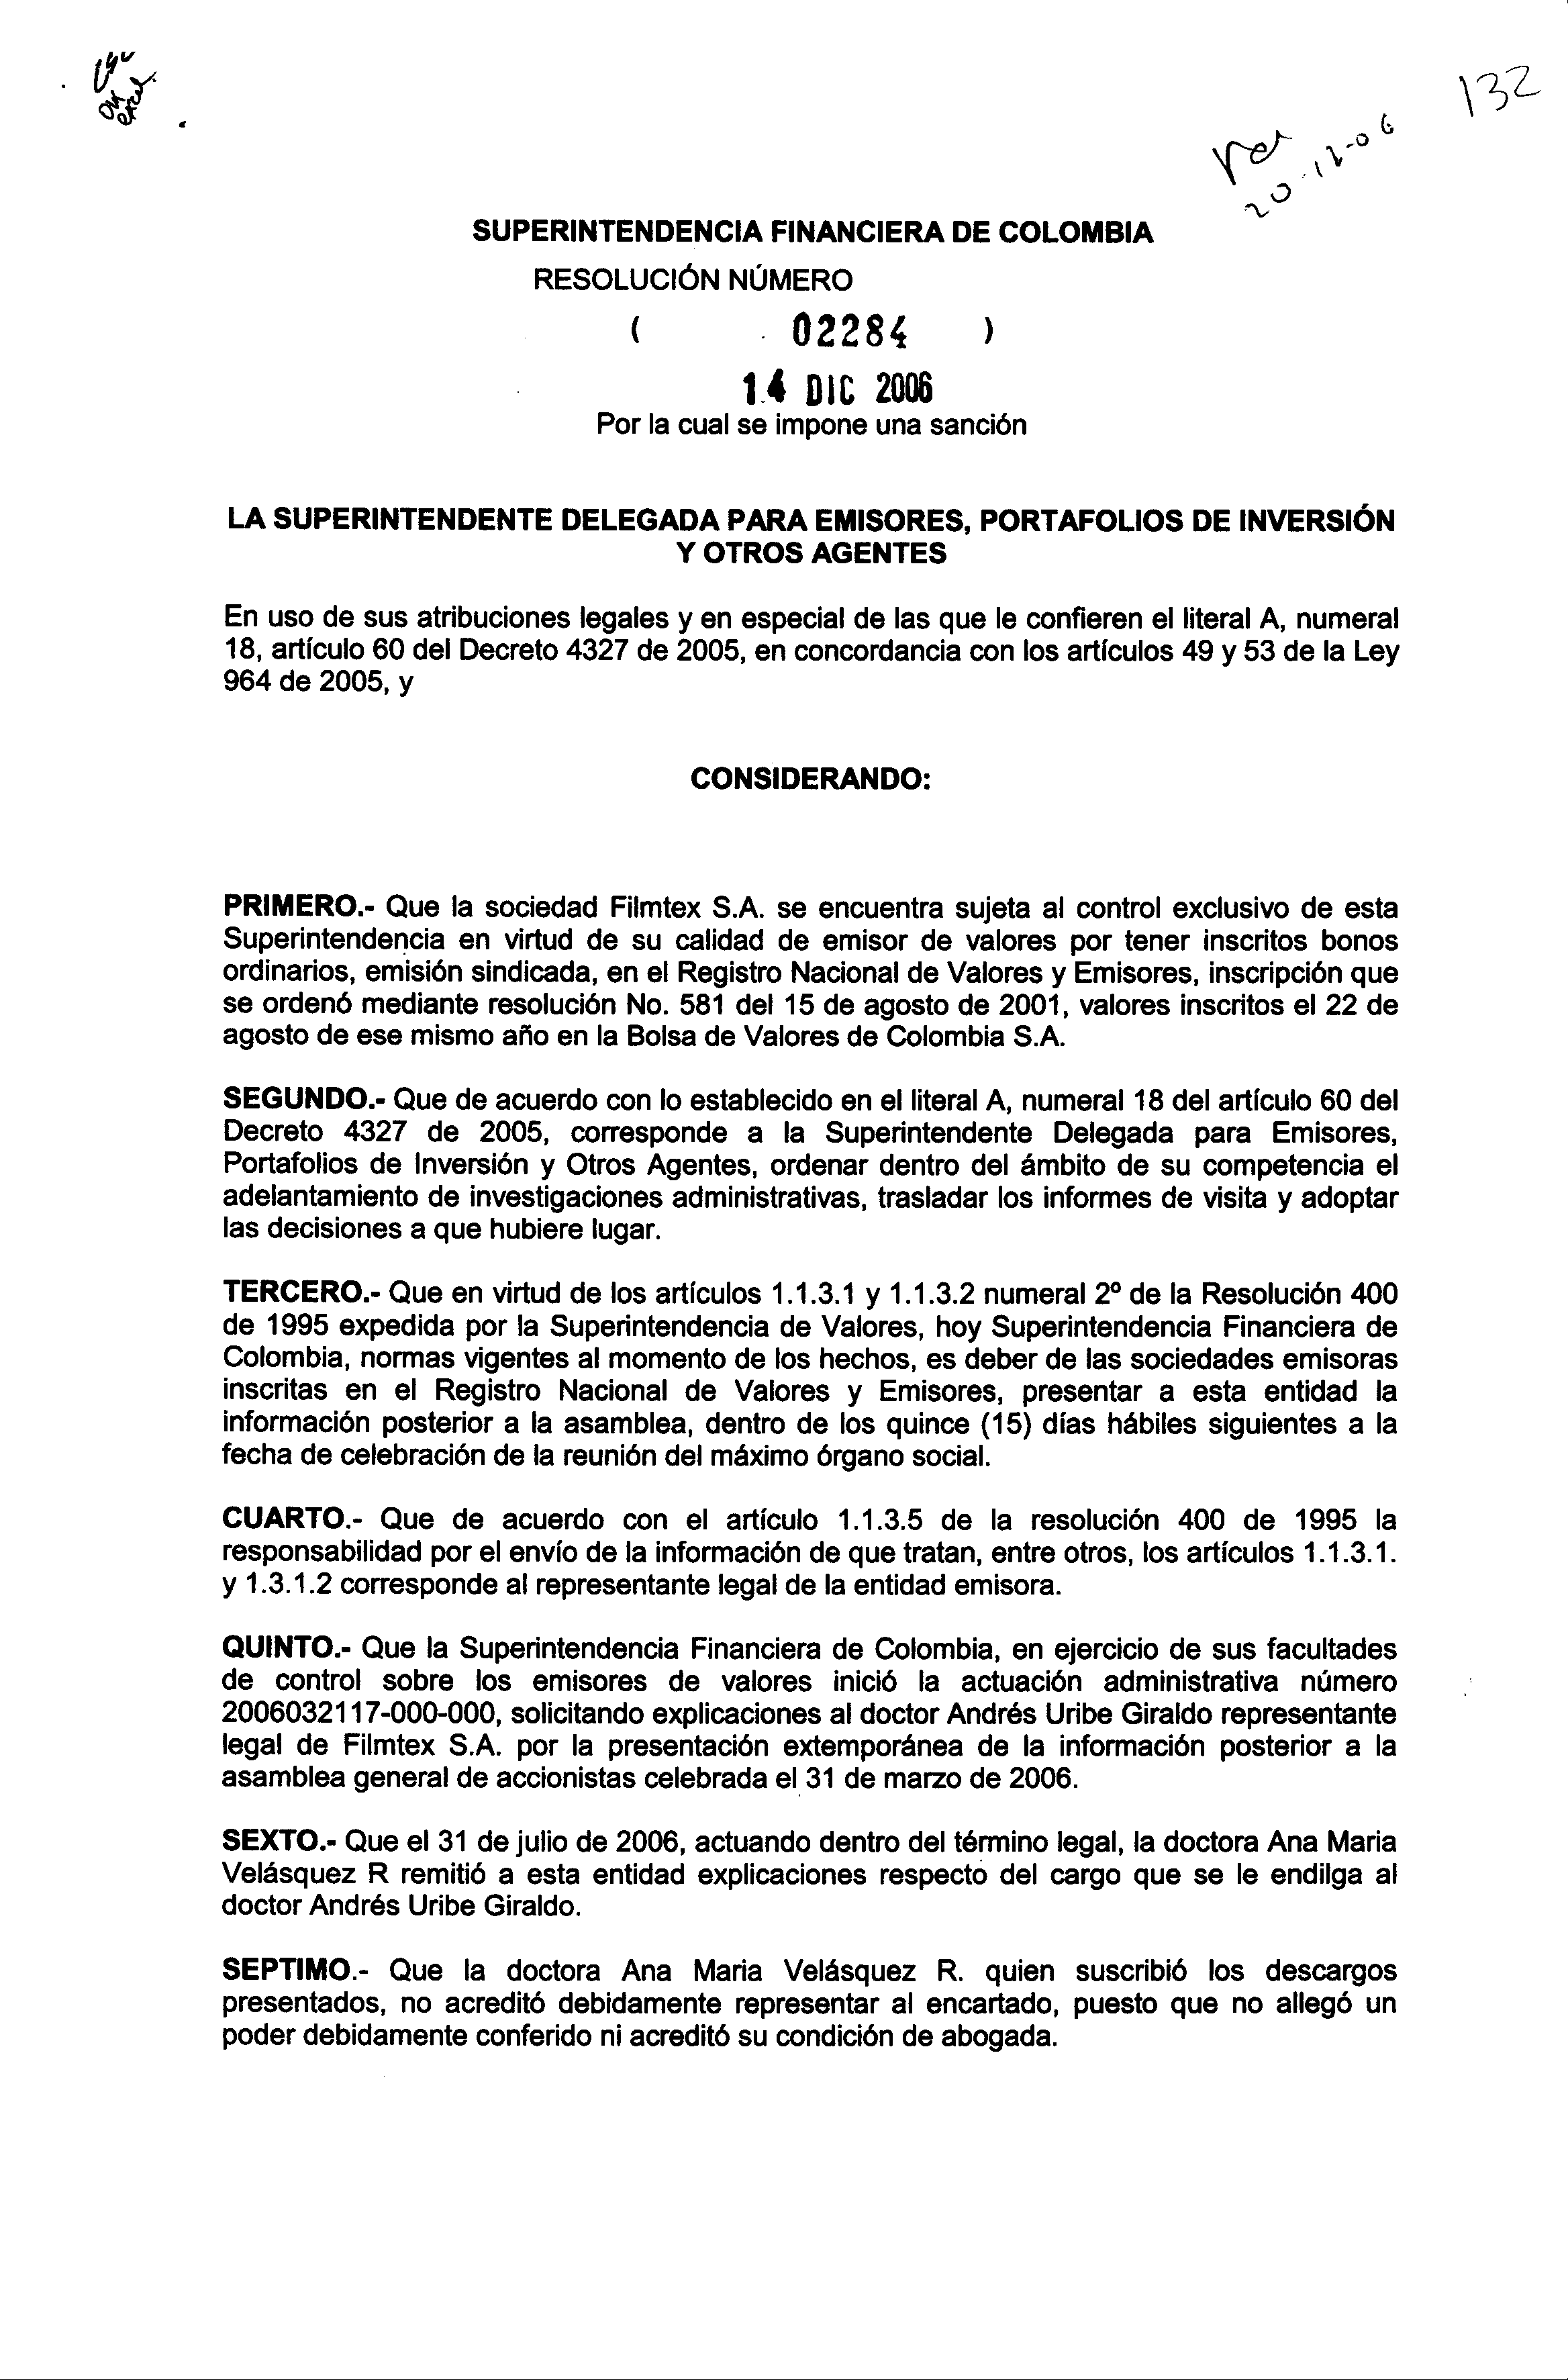 132
20-12-06
SUPERINTENDENCIA FINANCIERA DE COLOMBIA
RESOLUCIÓN NÚMERO
( 02284 )
14 DIC 2006
Por la cual se impone una sanción
LA SUPERINTENDENTE DELEGADA PARA EMISORES, PORTAFOLIOS DE INVERSIÓN
Y OTROS AGENTES
En uso de sus atribuciones legales y en especial de las que le confieren el literal A, numeral
18, artículo 60 del Decreto 4327 de 2005, en concordancia con los artículos 49 y 53 de la Ley
964 de 2005, y
CONSIDERANDO:
PRIMERO.- Que la sociedad Filmtex S.A. se encuentra sujeta al control exclusivo de esta
Superintendencia en virtud de su calidad de emisor de valores por tener inscritos bonos
ordinarios, emisión sindicada, en el Registro Nacional de Valores y Emisores, inscripción que
se ordenó mediante resolución No. 581 del 15 de agosto de 2001, valores inscritos el 22 de
agosto de ese mismo año en la Bolsa de Valores de Colombia S.A.
SEGUNDO.- Que de acuerdo con lo establecido en el literal A, numeral 18 del artículo 60 del
Decreto 4327 de 2005, corresponde a la Superintendente Delegada para Emisores,
Portafolios de Inversión y Otros Agentes, ordenar dentro del ámbito de su competencia el
adelantamiento de investigaciones administrativas, trasladar los informes de visita y adoptar
las decisiones a que hubiere lugar.
TERCERO.- Que en virtud de los artículos 1.1.3.1 y 1.1.3.2 numeral 2º de la Resolución 400
de 1995 expedida por la Superintendencia de Valores, hoy Superintendencia Financiera de
Colombia, normas vigentes al momento de los hechos, es deber de las sociedades emisoras
inscritas en el Registro Nacional de Valores y Emisores, presentar a esta entidad la
información posterior a la asamblea, dentro de los quince (15) días hábiles siguientes a la
fecha de celebración de la reunión del máximo órgano social.
CUARTO.- Que de acuerdo con el artículo 1.1.3.5 de la resolución 400 de 1995 la
responsabilidad por el envío de la información de que tratan, entre otros, los artículos 1.1.3.1.
y 1.3.1.2 corresponde al representante legal de la entidad emisora.
QUINTO.- Que la Superintendencia Financiera de Colombia, en ejercicio de sus facultades
de control sobre los emisores de valores inició la actuación administrativa número
2006032117-000-000, solicitando explicaciones al doctor Andrés Uribe Giraldo representante
legal de Filmtex S.A. por la presentación extemporánea de la información posterior a la
asamblea general de accionistas celebrada el 31 de marzo de 2006.
SEXTO.- Que el 31 de julio de 2006, actuando dentro del término legal, la doctora Ana Maria
Velásquez R remitió a esta entidad explicaciones respecto del cargo que se le endilga al
doctor Andrés Uribe Giraldo.
SEPTIMO.- Que la doctora Ana Maria Velásquez R. quien suscribió los descargos
presentados, no acreditó debidamente representar al encartado, puesto que no allegó un
poder debidamente conferido ni acreditó su condición de abogada.